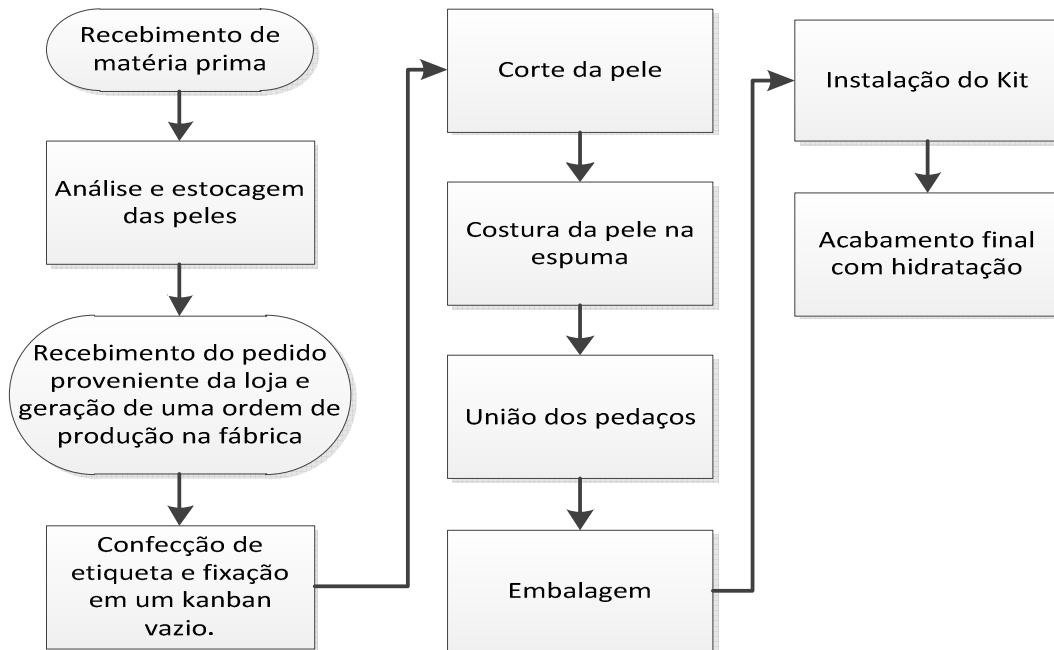 Recebimento de
matéria prima
Análise e estocagem
das peles
Recebimento do pedido
proveniente da loja e
geração de uma ordem de
produção na fábrica
Confecção de
etiqueta e fixação
em um kanban
vazio.
Corte da pele
Costura da pele na
espuma
União dos pedaços
Embalagem
Instalação do Kit
Acabamento final
com hidratação